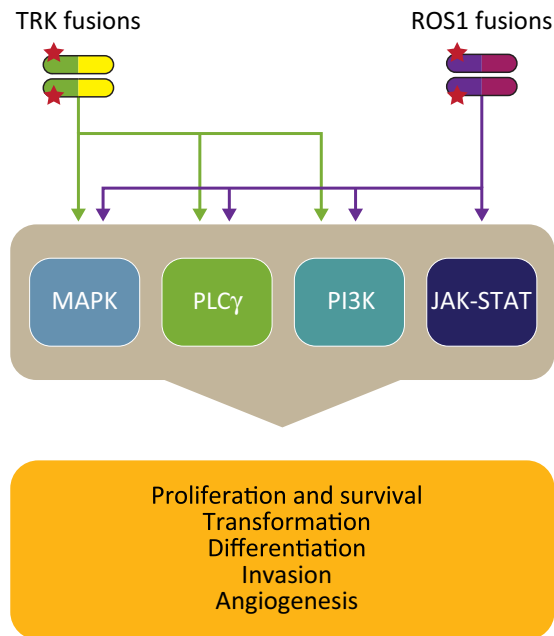 TRK fusions
ROS1 fusions
MAPK
PLCγ
PI3K
JAK-STAT
Proliferation and survival
Transformation
Differentiation
Invasion
Angiogenesis